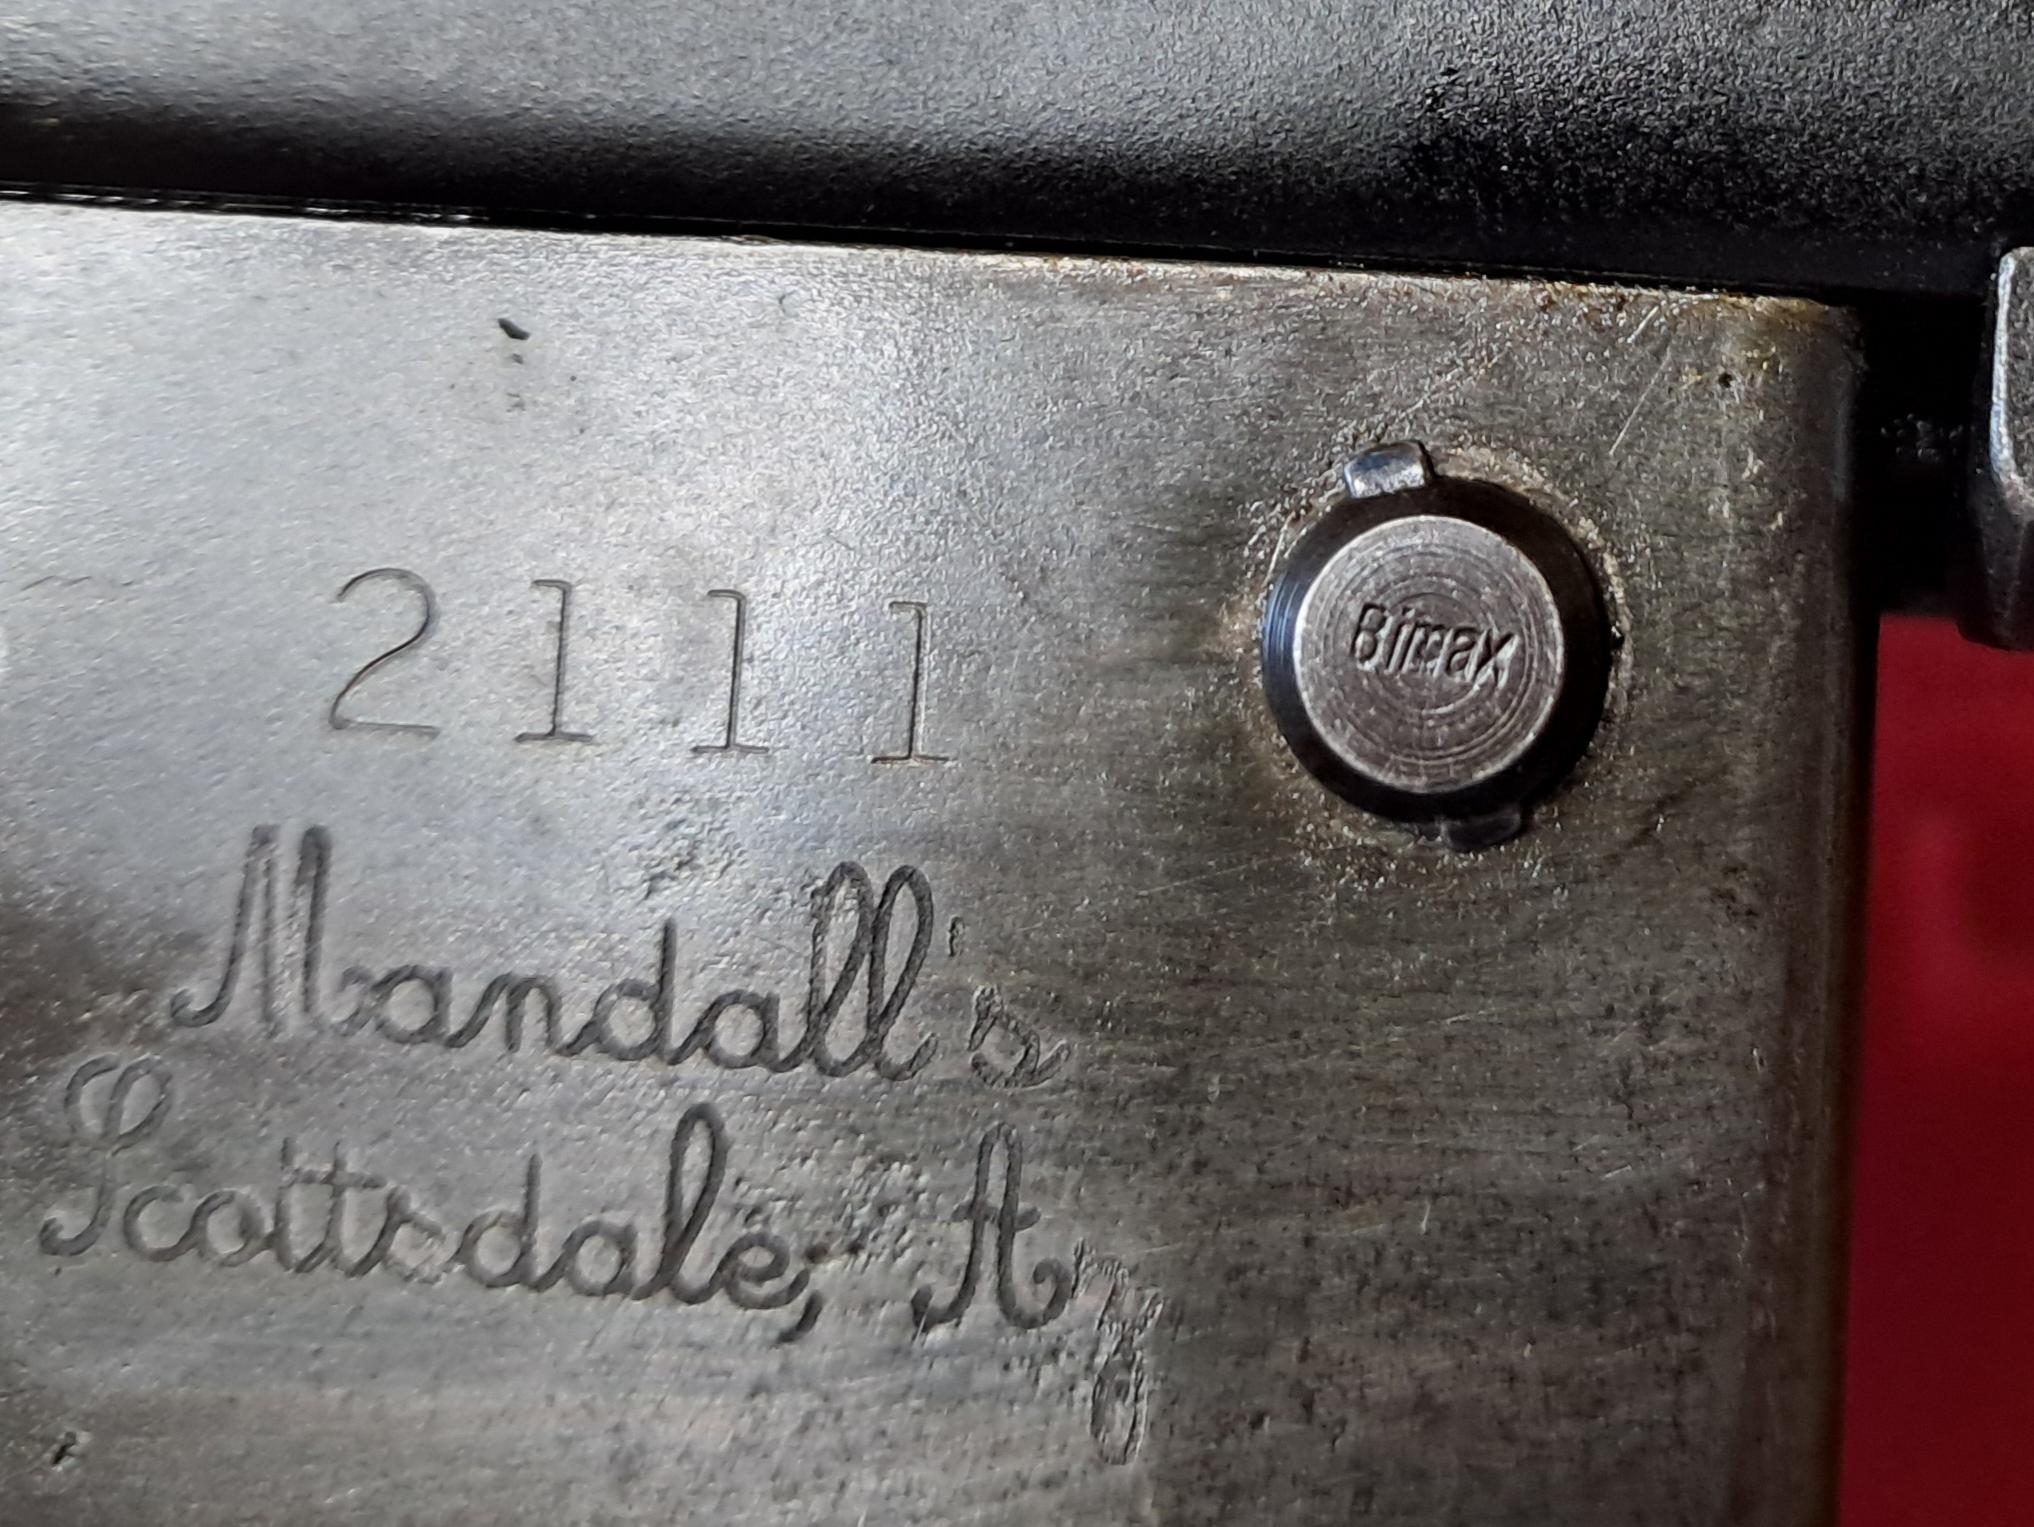 2111
Bimax
Mandall's
Scottsdale, Az